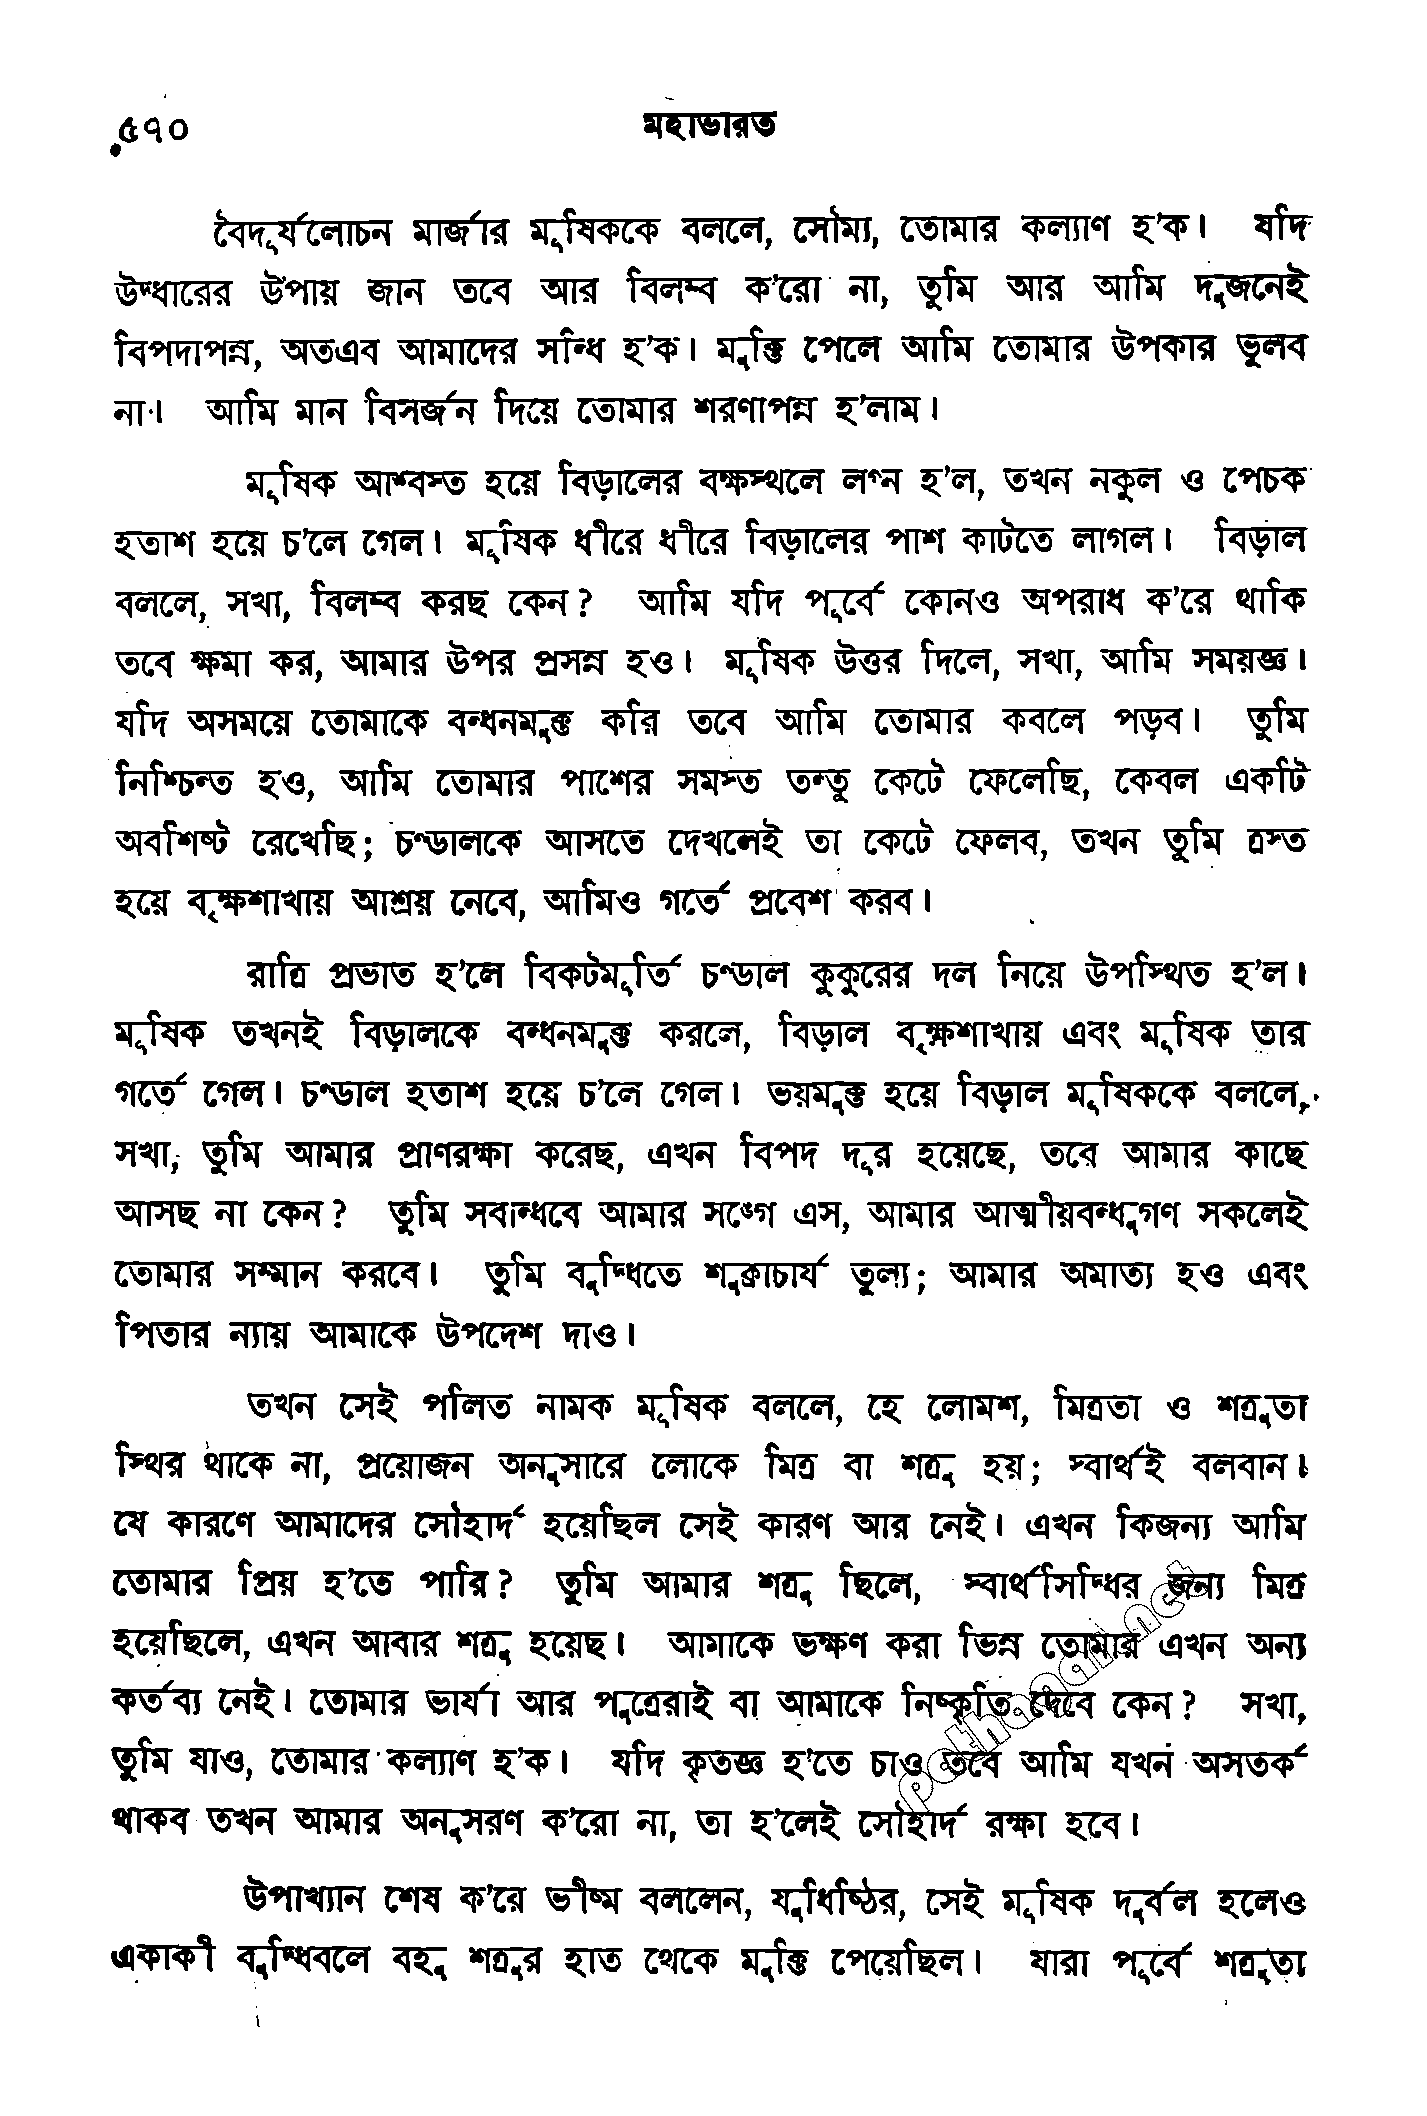 ৫৭০ মহাভারত
বৈদূর্যলোচন মার্জার মূষিককে বললে, সৌম্য, তোমার কল্যাণ হ’ক। যদি
উদ্ধারের উপায় জান তবে আর বিলম্ব ক’রো না, তুমি আর আমি দুজনেই
বিপদাপন্ন, অতএব আমাদের সন্ধি হ’ক। মুক্তি পেলে আমি তোমার উপকার ভুলব
না। আমি মান বিসর্জন দিয়ে তোমার শরণাপন্ন হ’লাম।
মূষিক আশ্বস্ত হয়ে বিড়ালের বক্ষস্থলে লগ্ন হ’ল, তখন নকুল ও পেচক
হতাশ হয়ে চ’লে গেল। মূষিক ধীরে ধীরে বিড়ালের পাশ কাটতে লাগল। বিড়াল
বললে, সখা, বিলম্ব করছ কেন? আমি যদি পূর্বে কোনও অপরাধ ক’রে থাকি
তবে ক্ষমা কর, আমার উপর প্রসন্ন হও। মূষিক উত্তর দিলে, সখা, আমি সময়জ্ঞ।
যদি অসময়ে তোমাকে বন্ধনমুক্ত করি তবে আমি তোমার কবলে পড়ব। তুমি
নিশ্চিন্ত হও, আমি তোমার পাশের সমস্ত তন্তু কেটে ফেলেছি, কেবল একটি
অবশিষ্ট রেখেছি; চণ্ডালকে আসতে দেখলেই তা কেটে ফেলব, তখন তুমি ত্রস্ত
হয়ে বৃক্ষশাখায় আশ্রয় নেবে, আমিও গর্তে প্রবেশ করব।
রাত্রি প্রভাত হ’লে বিকটমূর্তি চণ্ডাল কুকুরের দল নিয়ে উপস্থিত হ’ল।
মূষিক তখনই বিড়ালকে বন্ধনমুক্ত করলে, বিড়াল বৃক্ষশাখায় এবং মূষিক তার
গর্তে গেল। চণ্ডাল হতাশ হয়ে চ’লে গেল। ভয়মুক্ত হয়ে বিড়াল মূষিককে বললে,
সখা, তুমি আমার প্রাণরক্ষা করেছ, এখন বিপদ দূর হয়েছে, তবে আমার কাছে
আসছ না কেন? তুমি সবান্ধবে আমার সঙ্গে এস, আমার আত্মীয়বন্ধুগণ সকলেই
তোমার সম্মান করবে। তুমি বুদ্ধিতে শুক্রাচার্য তুল্য; আমার অমাত্য হও এবং
পিতার ন্যায় আমাকে উপদেশ দাও।
তখন সেই পলিত নামক মূষিক বললে, হে লোমশ, মিত্রতা ও শত্রুতা
স্থির থাকে না, প্রয়োজন অনুসারে লোকে মিত্র বা শত্রু হয়; স্বার্থই বলবান।
যে কারণে আমাদের সৌহার্দ হয়েছিল সেই কারণ আর নেই। এখন কিজন্য আমি
তোমার প্রিয় হ’তে পারি? তুমি আমার শত্রু ছিলে, স্বার্থসিদ্ধির জন্য মিত্র
হয়েছিলে, এখন আবার শত্রু হয়েছ। আমাকে ভক্ষণ করা ভিন্ন তোমার এখন অন্য
কর্তব্য নেই। তোমার ভার্যা আর পুত্রেরাই বা আমাকে নিষ্কৃতি দেবে কেন? সখা,
তুমি যাও, তোমার কল্যাণ হ’ক। যদি কৃতজ্ঞ হ’তে চাও তবে আমি যখন অসতর্ক
থাকব তখন আমার অনুসরণ ক’রো না, তা হ’লেই সৌহার্দ রক্ষা হবে।
উপাখ্যান শেষ ক’রে ভীষ্ম বললেন, যুধিষ্ঠির, সেই মূষিক দুর্বল হলেও
একাকী বুদ্ধিবলে বহু শত্রুর হাত থেকে মুক্তি পেয়েছিল। যারা পূর্বে শত্রুতা
pathagar.net